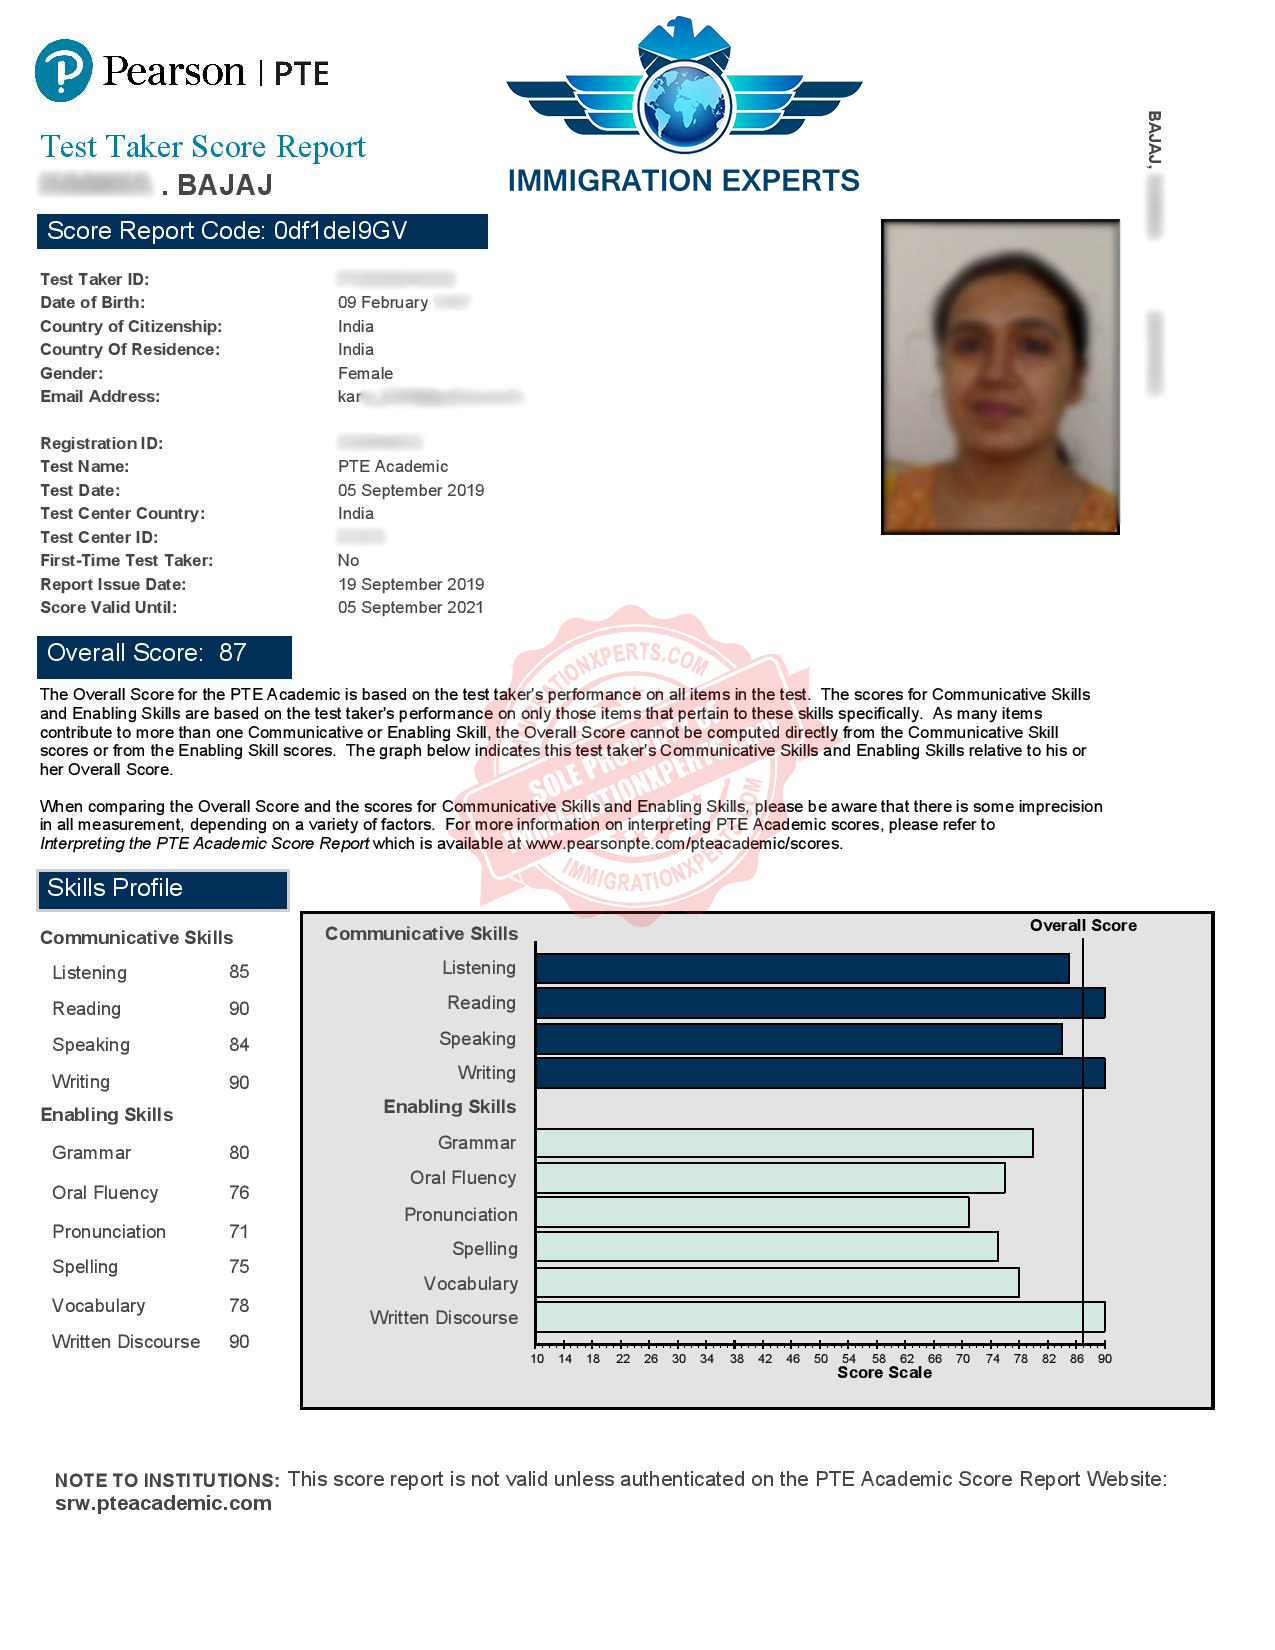 Pearson | PTE
IMMIGRATION EXPERTS
Test Taker Score Report
. BAJAJ
BAJAJ,
Score Report Code: 0df1del9GV
Test Taker ID:
Date of Birth: 09 February
Country of Citizenship: India
Country Of Residence: India
Gender: Female
Email Address: kar
Registration ID:
Test Name: PTE Academic
Test Date: 05 September 2019
Test Center Country: India
Test Center ID:
First-Time Test Taker: No
Report Issue Date: 19 September 2019
Score Valid Until: 05 September 2021
Overall Score: 87
The Overall Score for the PTE Academic is based on the test taker's performance on all items in the test. The scores for Communicative Skills
and Enabling Skills are based on the test taker's performance on only those items that pertain to these skills specifically. As many items
contribute to more than one Communicative or Enabling Skill, the Overall Score cannot be computed directly from the Communicative Skill
scores or from the Enabling Skill scores. The graph below indicates this test taker's Communicative Skills and Enabling Skills relative to his or
her Overall Score.
When comparing the Overall Score and the scores for Communicative Skills and Enabling Skills, please be aware that there is some imprecision
in all measurement, depending on a variety of factors. For more information on interpreting PTE Academic scores, please refer to
Interpreting the PTE Academic Score Report which is available at www.pearsonpte.com/pteacademic/scores.
IMMIGRATIONXPERTS.COM
SOLE PROPERTY OF
IMMIGRATIONXPERTS.COM
IMMIGRATIONXPERTS.COM
Skills Profile
Communicative Skills
Listening 85
Reading 90
Speaking 84
Writing 90
Enabling Skills
Grammar 80
Oral Fluency 76
Pronunciation 71
Spelling 75
Vocabulary 78
Written Discourse 90
Overall Score
Communicative Skills
Listening
Reading
Speaking
Writing
Enabling Skills
Grammar
Oral Fluency
Pronunciation
Spelling
Vocabulary
Written Discourse
10 14 18 22 26 30 34 38 42 46 50 54 58 62 66 70 74 78 82 86 90
Score Scale
NOTE TO INSTITUTIONS: This score report is not valid unless authenticated on the PTE Academic Score Report Website:
srw.pteacademic.com